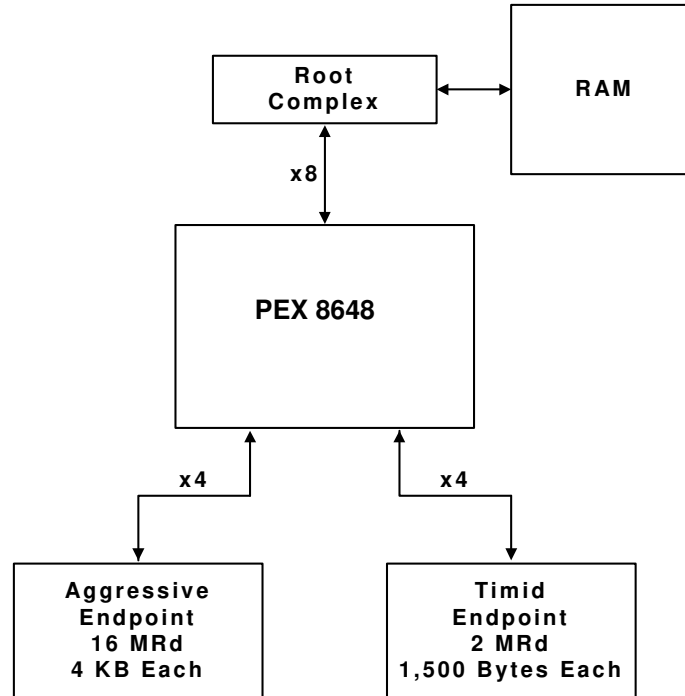 Root
Complex
RAM
x8
PEX 8648
x4
x4
Aggressive
Endpoint
16 MRd
4 KB Each
Timid
Endpoint
2 MRd
1,500 Bytes Each